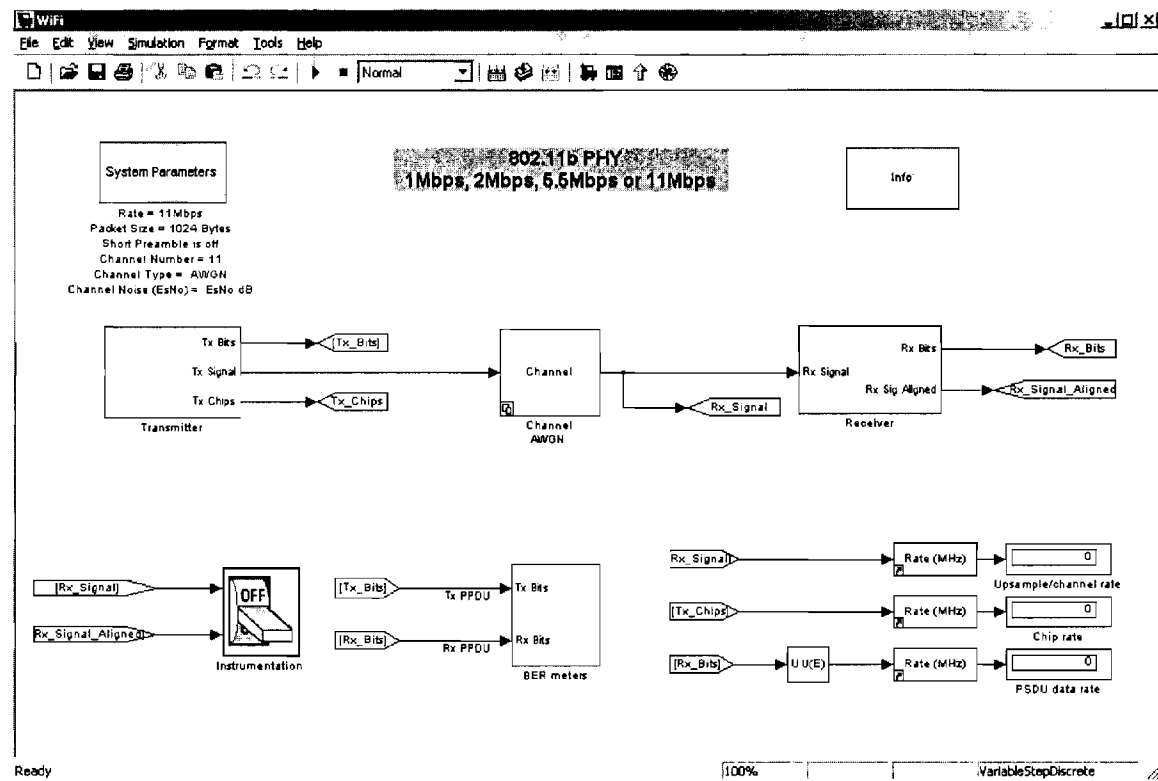 WiFi
File Edit View Simulation Format Tools Help
Normal
802.11b PHY
1Mbps, 2Mbps, 5.5Mbps or 11Mbps
System Parameters
Info
Rate = 11Mbps
Packet Size = 1024 Bytes
Short Preamble is off
Channel Number = 11
Channel Type = AWGN
Channel Noise (EsNo) = EsNo dB
Tx Bits
[Tx_Bits]
Tx Signal
Tx Chips
Tx_Chips
Transmitter
Channel
Channel
AWGN
Rx_Signal
Rx Signal
Rx Bits
Rx Sig Aligned
Receiver
Rx_Bits
Rx_Signal_Aligned
[Rx_Signal]
Rx_Signal_Aligned
OFF
Instrumentation
[Tx_Bits]
Tx PPDU
Tx Bits
[Rx_Bits]
Rx PPDU
Rx Bits
BER meters
Rx_Signal
Rate (MHz)
0
Upsample/channel rate
[Tx_Chips]
Rate (MHz)
0
Chip rate
[Rx_Bits]
U U(E)
Rate (MHz)
0
PSDU data rate
Ready
100%
VariableStepDiscrete